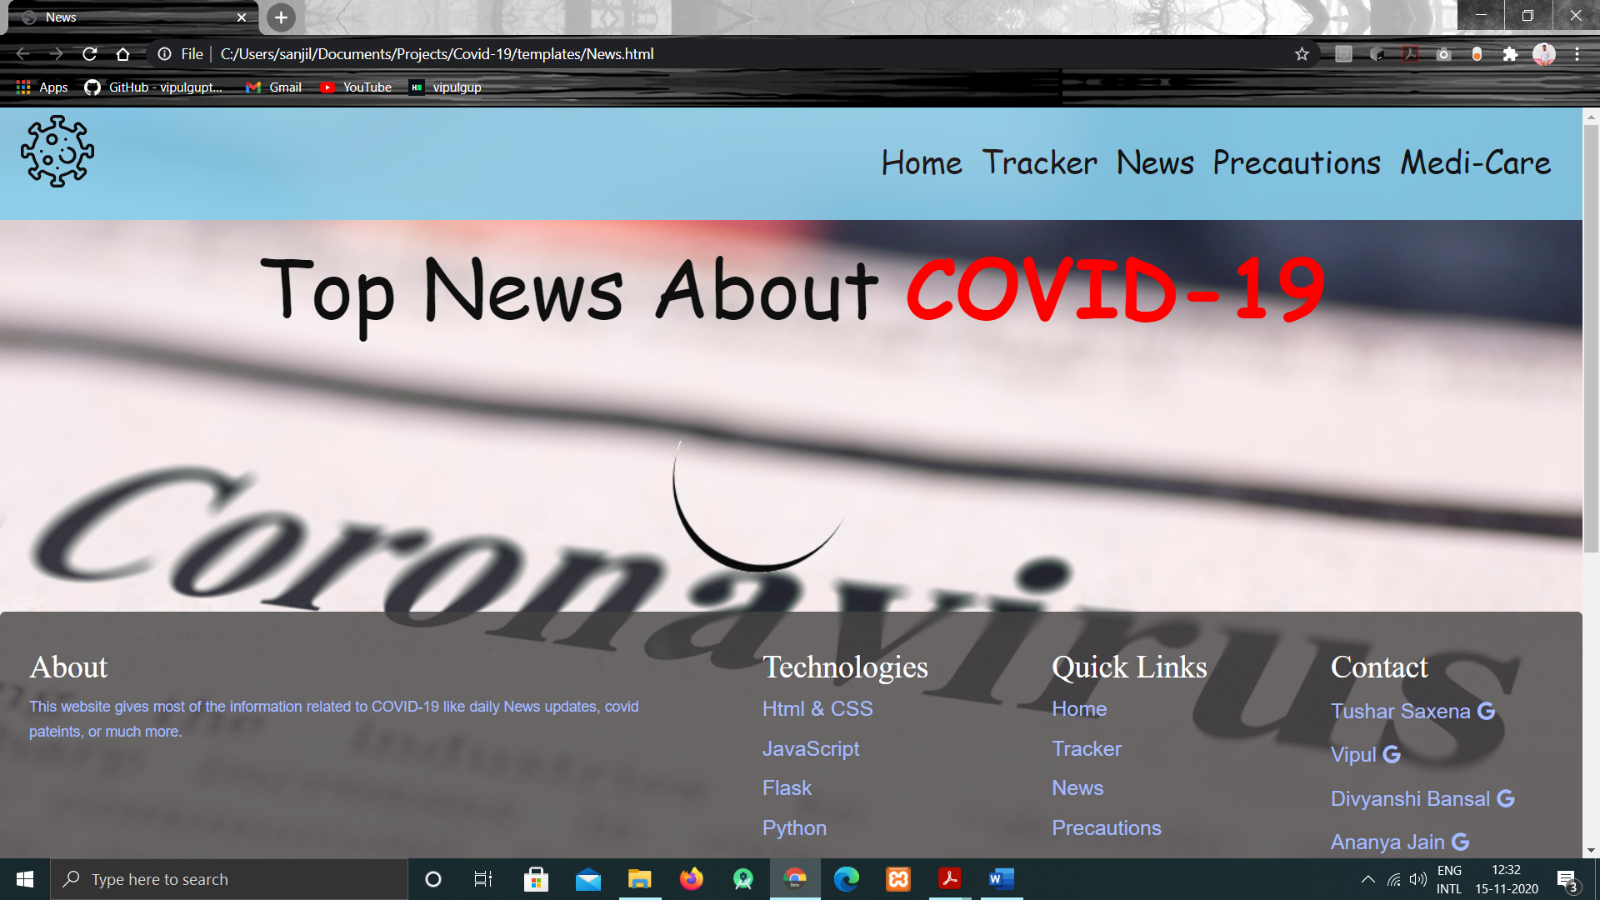 News
File | C:/Users/sanjil/Documents/Projects/Covid-19/templates/News.html
Apps GitHub - vipulgupt... Gmail YouTube vipulgup
Home Tracker News Precautions Medi-Care
Top News About COVID-19
Coronavirus
About
This website gives most of the information related to COVID-19 like daily News updates, covid
pateints, or much more.
Technologies
Html & CSS
JavaScript
Flask
Python
Quick Links
Home
Tracker
News
Precautions
Contact
Tushar Saxena
Vipul
Divyanshi Bansal
Ananya Jain
Type here to search
ENG
INTL
12:32
15-11-2020
3